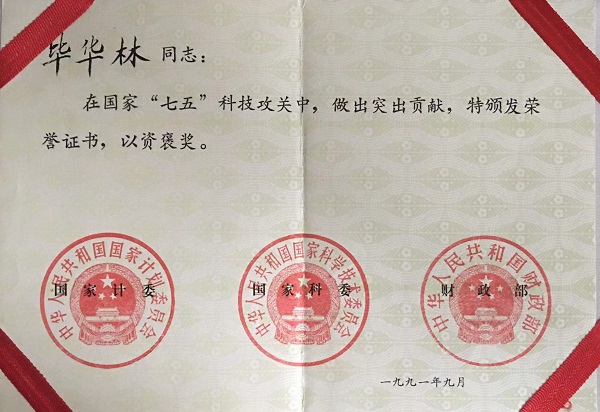 毕华林 同志：
在国家“七五”科技攻关中，做出突出贡献，特颁发荣
誉证书，以资褒奖。
中华人民共和国国家计划委员会
国家计委
中华人民共和国国家科学技术委员会
国家科委
中华人民共和国财政部
财政部
一九九一年九月